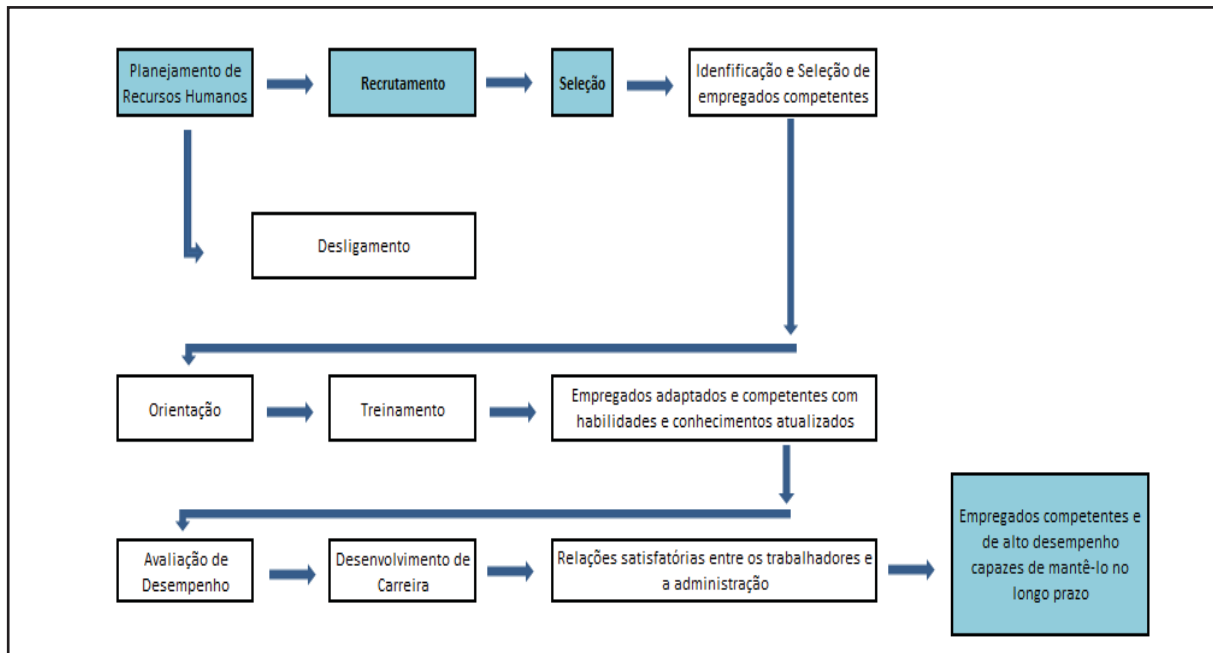 Planejamento de
Recursos Humanos
Recrutamento
Seleção
Idenfificação e Seleção de
empregados competentes
Desligamento
Orientação
Treinamento
Empregados adaptados e competentes com
habilidades e conhecimentos atualizados
Avaliação de
Desempenho
Desenvolvimento de
Carreira
Relações satisfatórias entre os trabalhadores e
a administração
Empregados competentes e
de alto desempenho
capazes de mantê-lo no
longo prazo